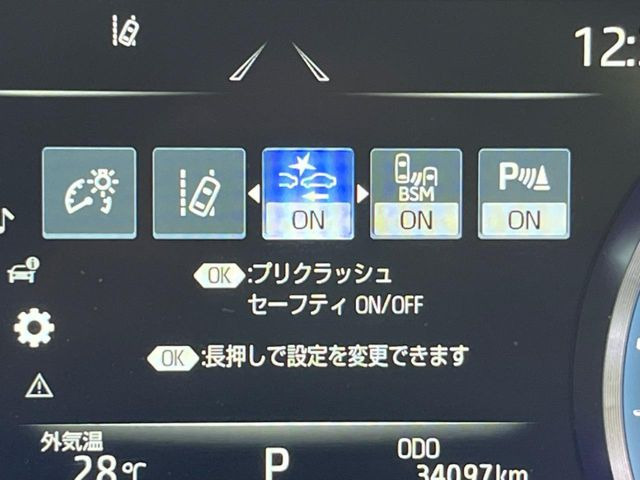 12:
ON
BSM
ON
P
ON
OK :プリクラッシュ
セーフティ ON/OFF
OK :長押しで設定を変更できます
外気温
28℃
P
ODO
34097km